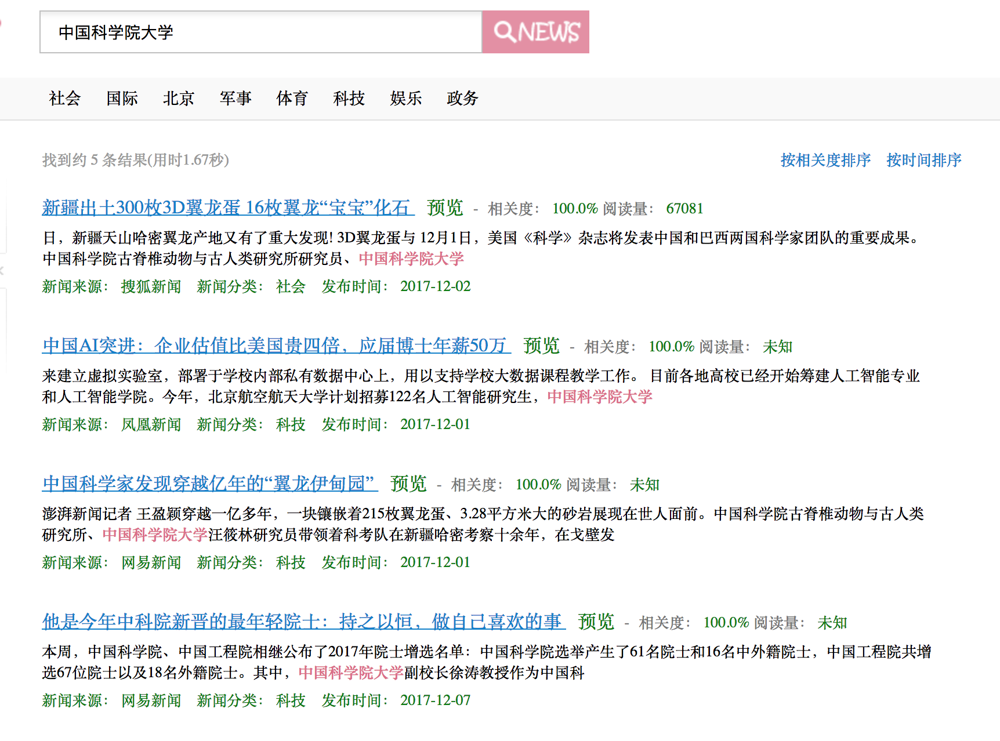 中国科学院大学
NEWS
社会 国际 北京 军事 体育 科技 娱乐 政务
找到约 5 条结果(用时1.67秒) 按相关度排序 按时间排序
新疆出土300枚3D翼龙蛋 16枚翼龙“宝宝”化石 预览 - 相关度： 100.0% 阅读量： 67081
日，新疆天山哈密翼龙产地又有了重大发现! 3D翼龙蛋与 12月1日，美国《科学》杂志将发表中国和巴西两国科学家团队的重要成果。
中国科学院古脊椎动物与古人类研究所研究员、中国科学院大学
新闻来源： 搜狐新闻 新闻分类： 社会 发布时间： 2017-12-02
中国AI突进：企业估值比美国贵四倍，应届博士年薪50万 预览 - 相关度： 100.0% 阅读量： 未知
来建立虚拟实验室，部署于学校内部私有数据中心上，用以支持学校大数据课程教学工作。 目前各地高校已经开始筹建人工智能专业
和人工智能学院。今年，北京航空航天大学计划招募122名人工智能研究生，中国科学院大学
新闻来源： 凤凰新闻 新闻分类： 科技 发布时间： 2017-12-01
中国科学家发现穿越亿年的“翼龙伊甸园” 预览 - 相关度： 100.0% 阅读量： 未知
澎湃新闻记者 王盈颖穿越一亿多年，一块镶嵌着215枚翼龙蛋、3.28平方米大的砂岩展现在世人面前。中国科学院古脊椎动物与古人类
研究所、中国科学院大学汪筱林研究员带领着科考队在新疆哈密考察十余年，在戈壁发
新闻来源： 网易新闻 新闻分类： 科技 发布时间： 2017-12-01
他是今年中科院新晋的最年轻院士：持之以恒，做自己喜欢的事 预览 - 相关度： 100.0% 阅读量： 未知
本周，中国科学院、中国工程院相继公布了2017年院士增选名单：中国科学院选举产生了61名院士和16名中外籍院士，中国工程院共增
选67位院士以及18名外籍院士。其中，中国科学院大学副校长徐涛教授作为中国科
新闻来源： 网易新闻 新闻分类： 科技 发布时间： 2017-12-07